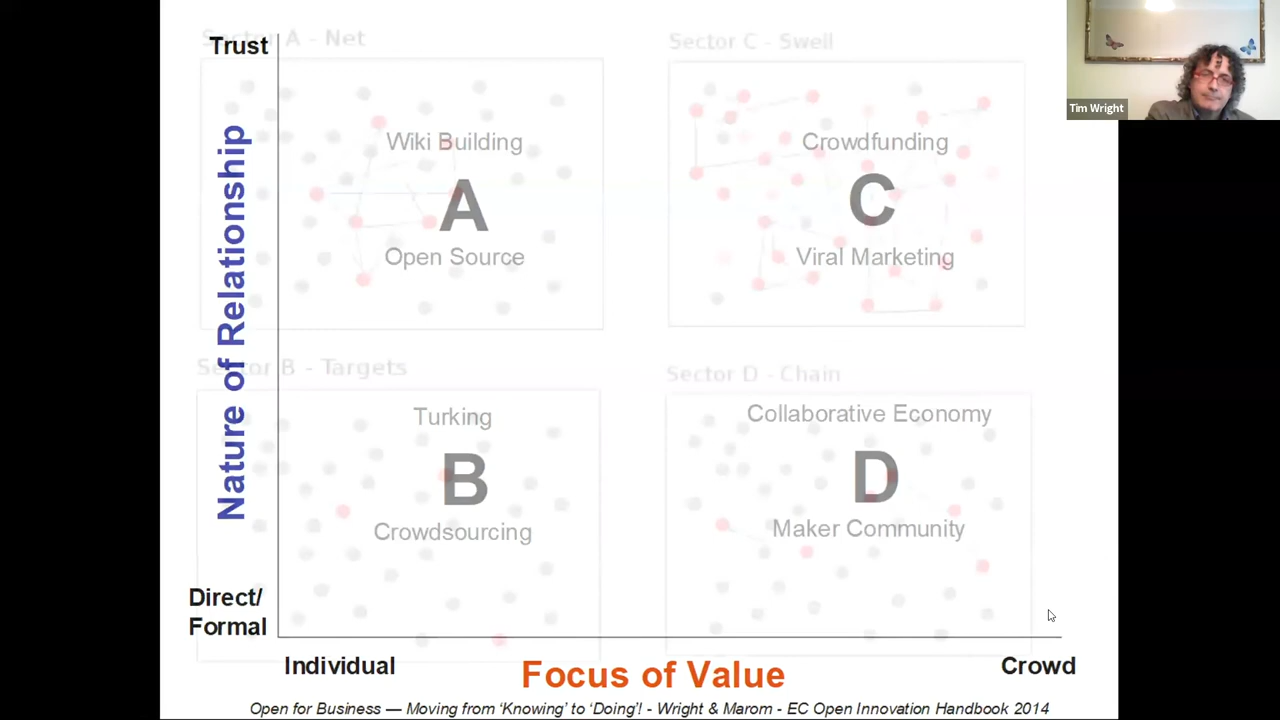 Trust
Sector A - Net
Sector C - Swell
Tim Wright
Nature of Relationship
Wiki Building
A
Open Source
Crowdfunding
C
Viral Marketing
Sector B - Targets
Sector D - Chain
Turking
B
Crowdsourcing
Collaborative Economy
D
Maker Community
Direct/
Formal
Individual
Focus of Value
Crowd
Open for Business — Moving from ‘Knowing’ to ‘Doing’! - Wright & Marom - EC Open Innovation Handbook 2014